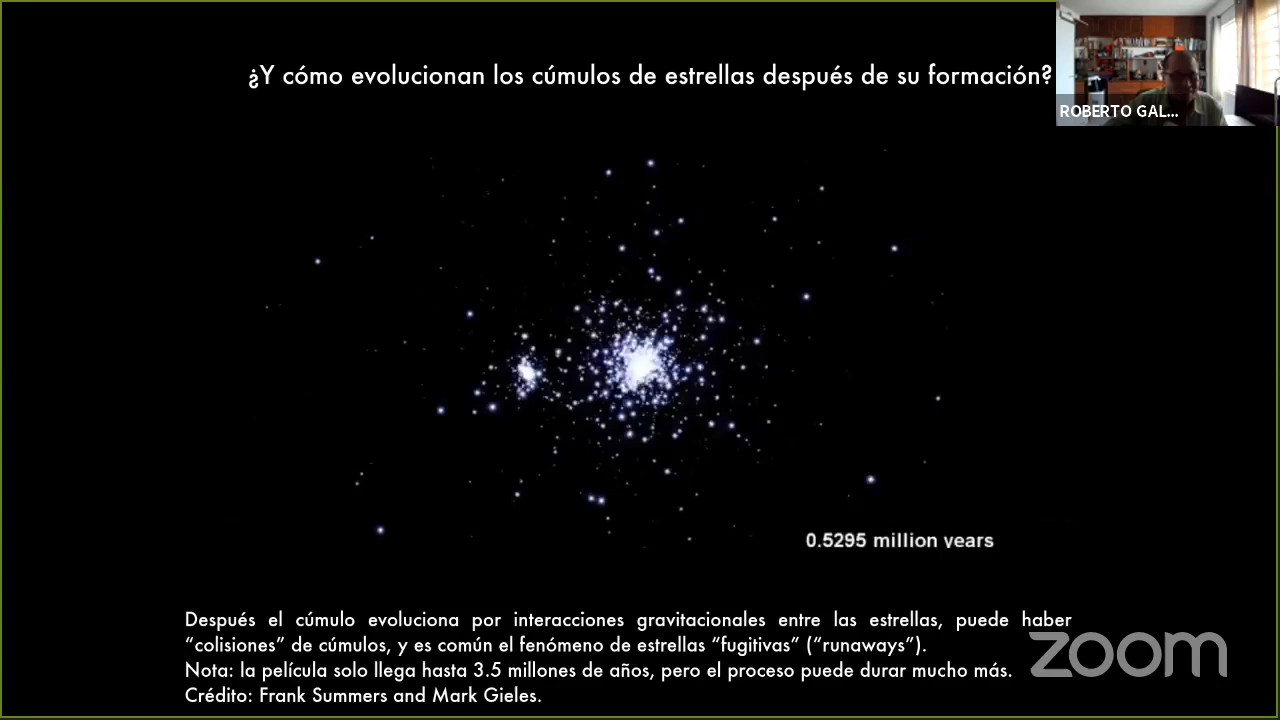 ¿Y cómo evolucionan los cúmulos de estrellas después de su formación?
ROBERTO GAL...
0.5295 million years
Después el cúmulo evoluciona por interacciones gravitacionales entre las estrellas, puede haber
“colisiones” de cúmulos, y es común el fenómeno de estrellas “fugitivas” (“runaways”).
Nota: la película solo llega hasta 3.5 millones de años, pero el proceso puede durar mucho más.
Crédito: Frank Summers and Mark Gieles.
zoom